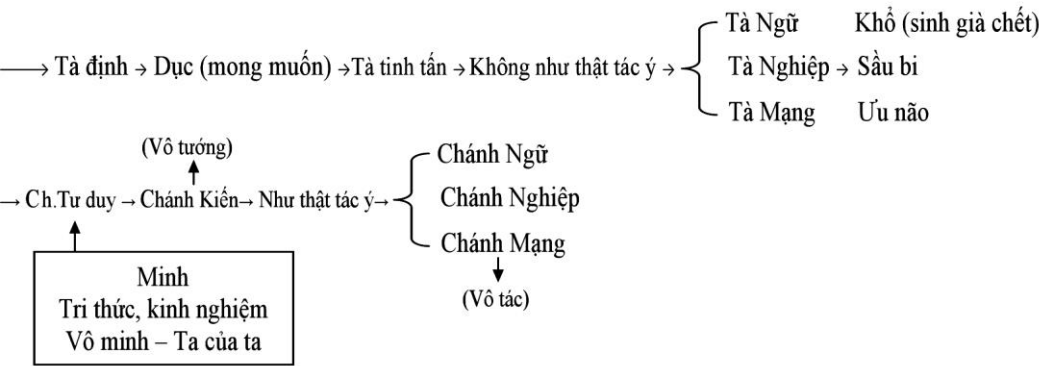 Tà Ngữ Khổ (sinh già chết)
→ Tà định → Dục (mong muốn) →Tà tinh tấn →Không như thật tác ý → Tà Nghiệp → Sầu bi
Tà Mạng Ưu não
(Vô tướng)
Chánh Ngữ
→ Ch.Tư duy → Chánh Kiến→ Như thật tác ý→ Chánh Nghiệp
Chánh Mạng
(Vô tác)
Minh
Tri thức, kinh nghiệm
Vô minh – Ta của ta